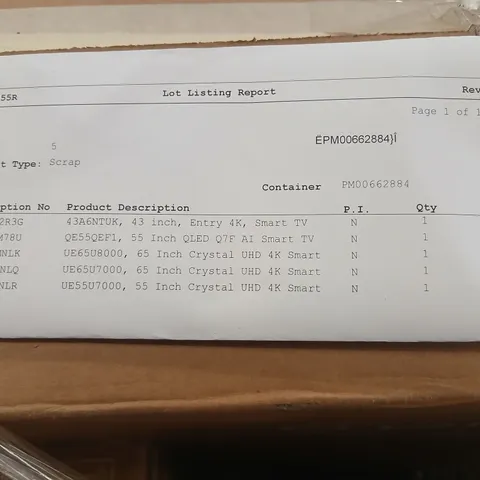 55R Lot Listing Report Rev
Page 1 of 1
5 ËPM00662884}Î
t Type: Scrap
Container PM00662884
ption No Product Description P.I. Qty
2R3G 43A6NTUK, 43 inch, Entry 4K, Smart TV N 1
M78U QE55QEF1, 55 Inch QLED Q7F AI Smart TV N 1
NLK UE65U8000, 65 Inch Crystal UHD 4K Smart N 1
NLQ UE65U7000, 65 Inch Crystal UHD 4K Smart N 1
NLR UE55U7000, 55 Inch Crystal UHD 4K Smart N 1